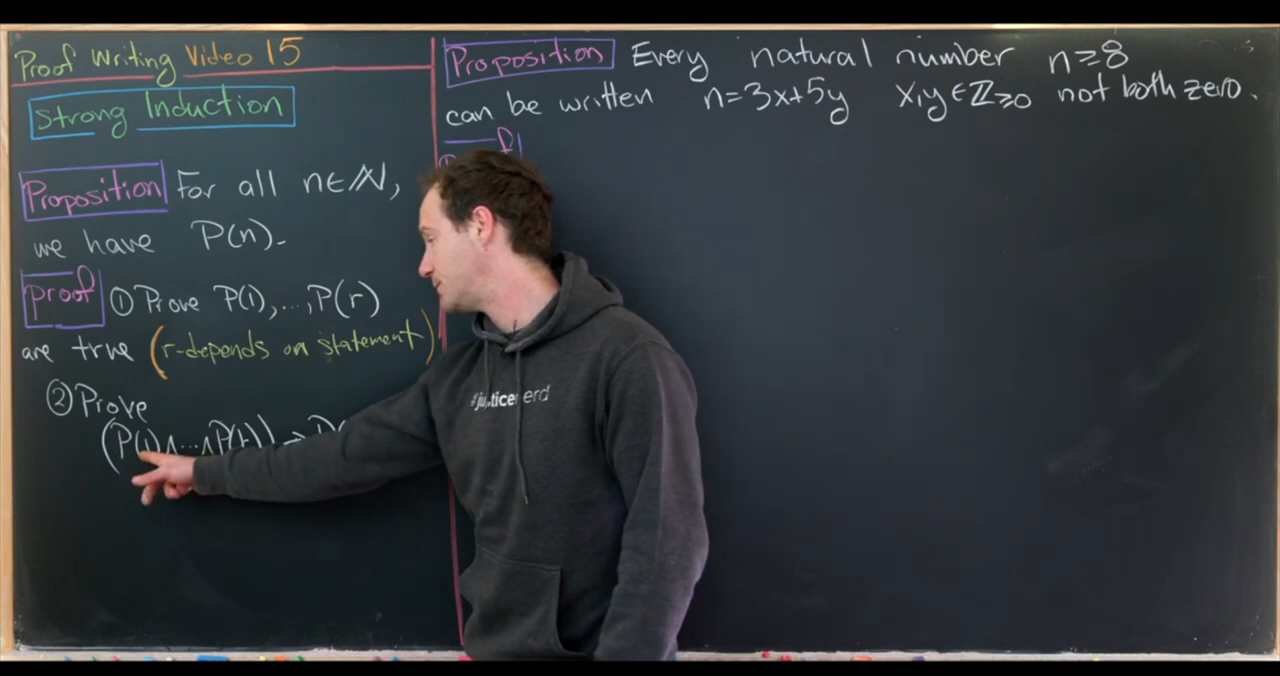 Proof Writing Video 15
Strong Induction
Proposition For all n∈ℕ,
we have P(n).
proof ① Prove P(1),...,P(r)
are true (r-depends on statement)
② Prove
(P(1)∧...∧P(t)) →
Proposition Every natural number n≥8
can be written n=3x+5y x,y∈ℤ≥0 not both zero.